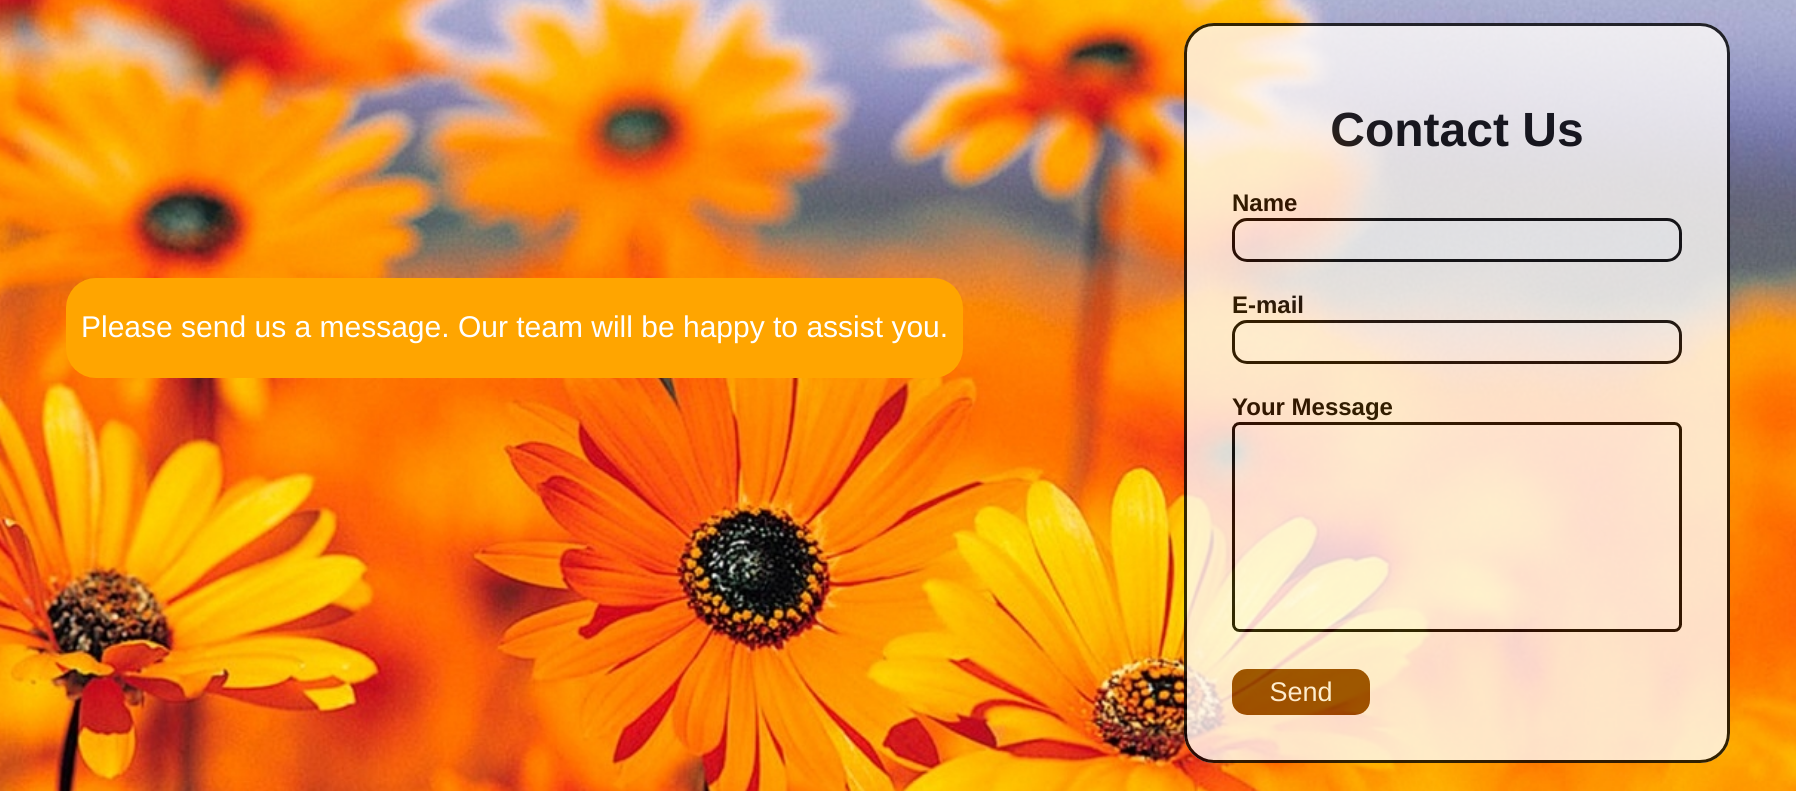 Please send us a message. Our team will be happy to assist you.
Contact Us
Name
E-mail
Your Message
Send